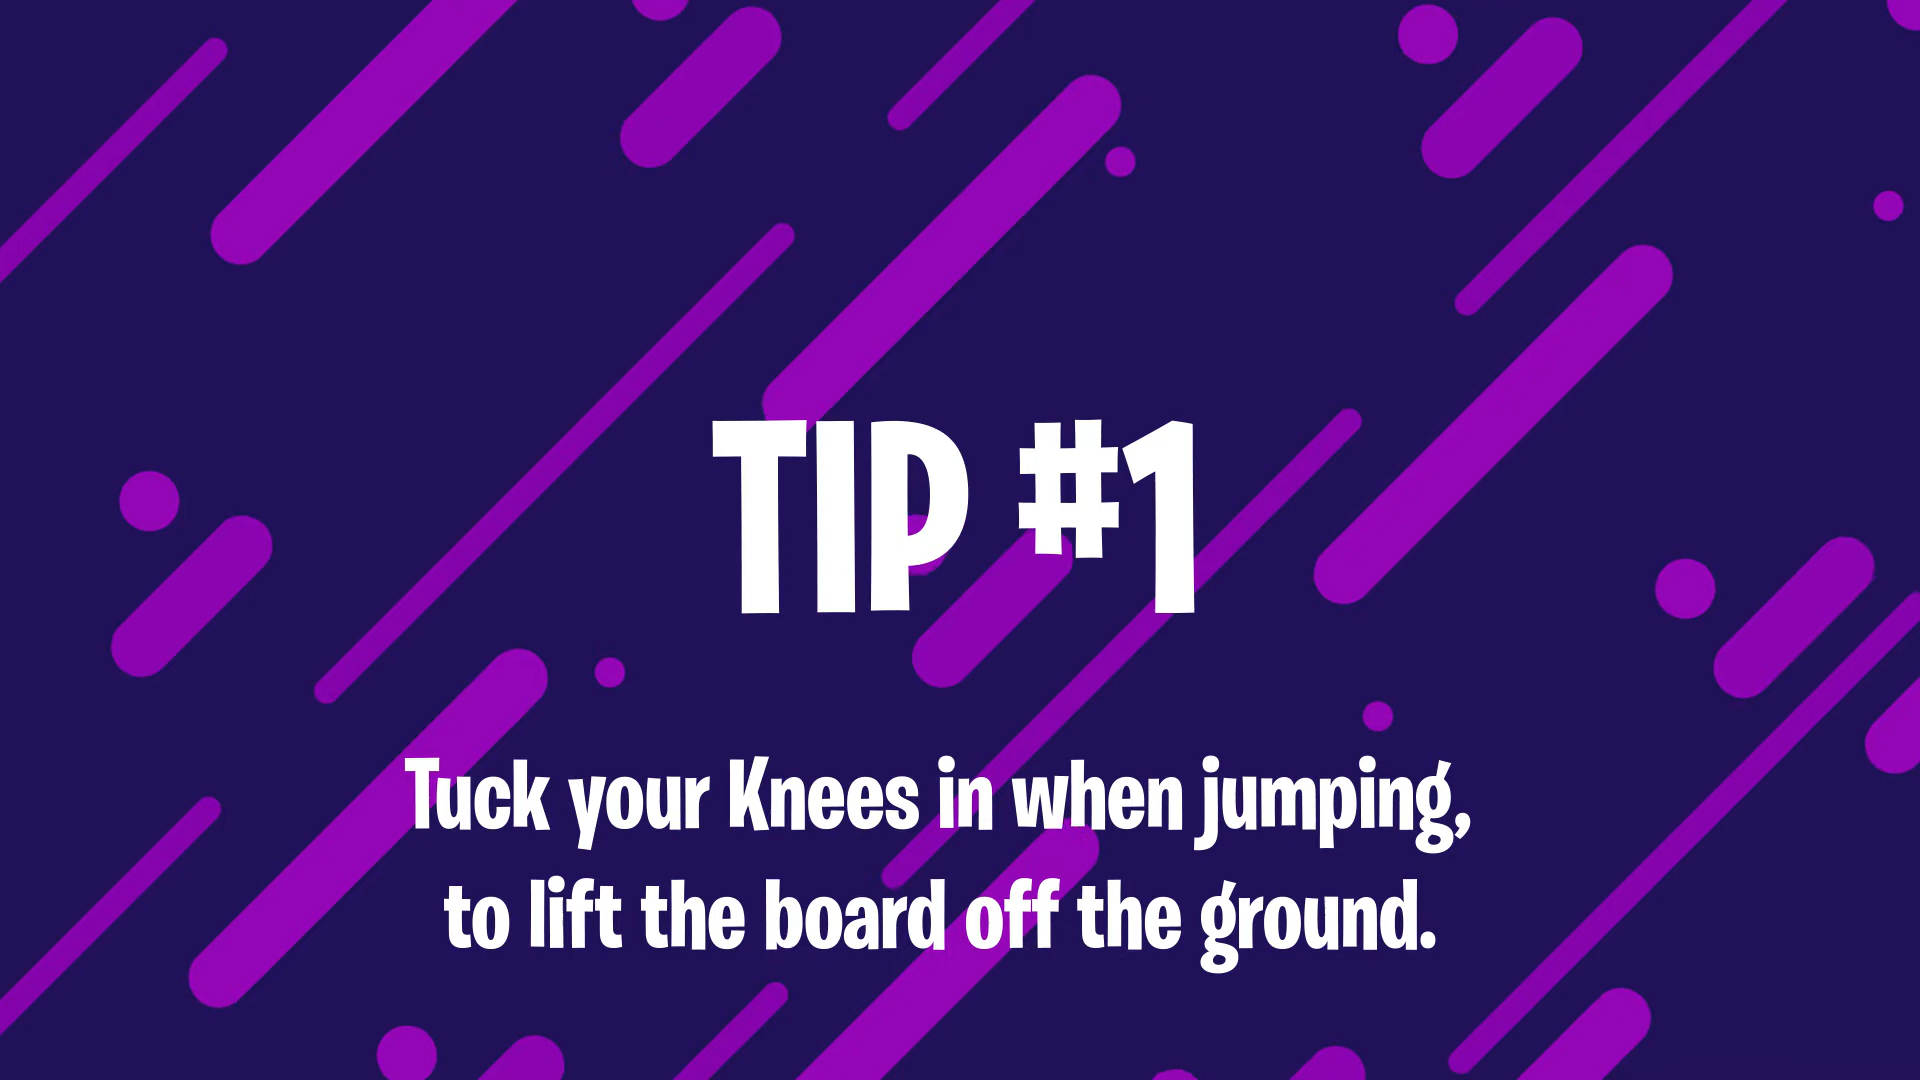 TIP #1
Tuck your Knees in when jumping,
to lift the board off the ground.